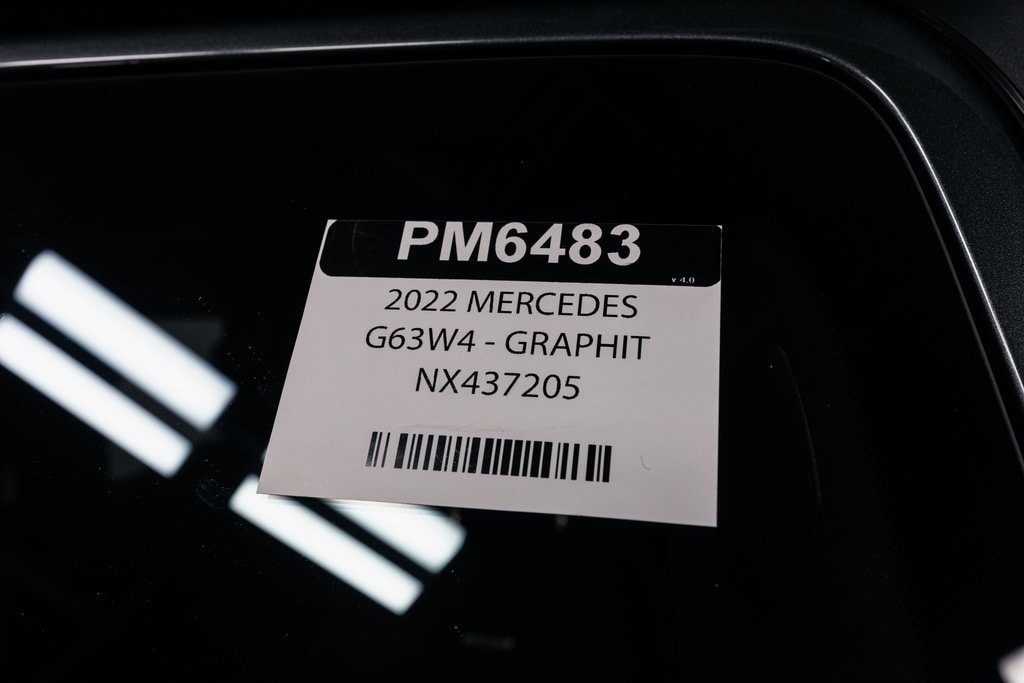 PM6483
v 4.0
2022 MERCEDES
G63W4 - GRAPHIT
NX437205